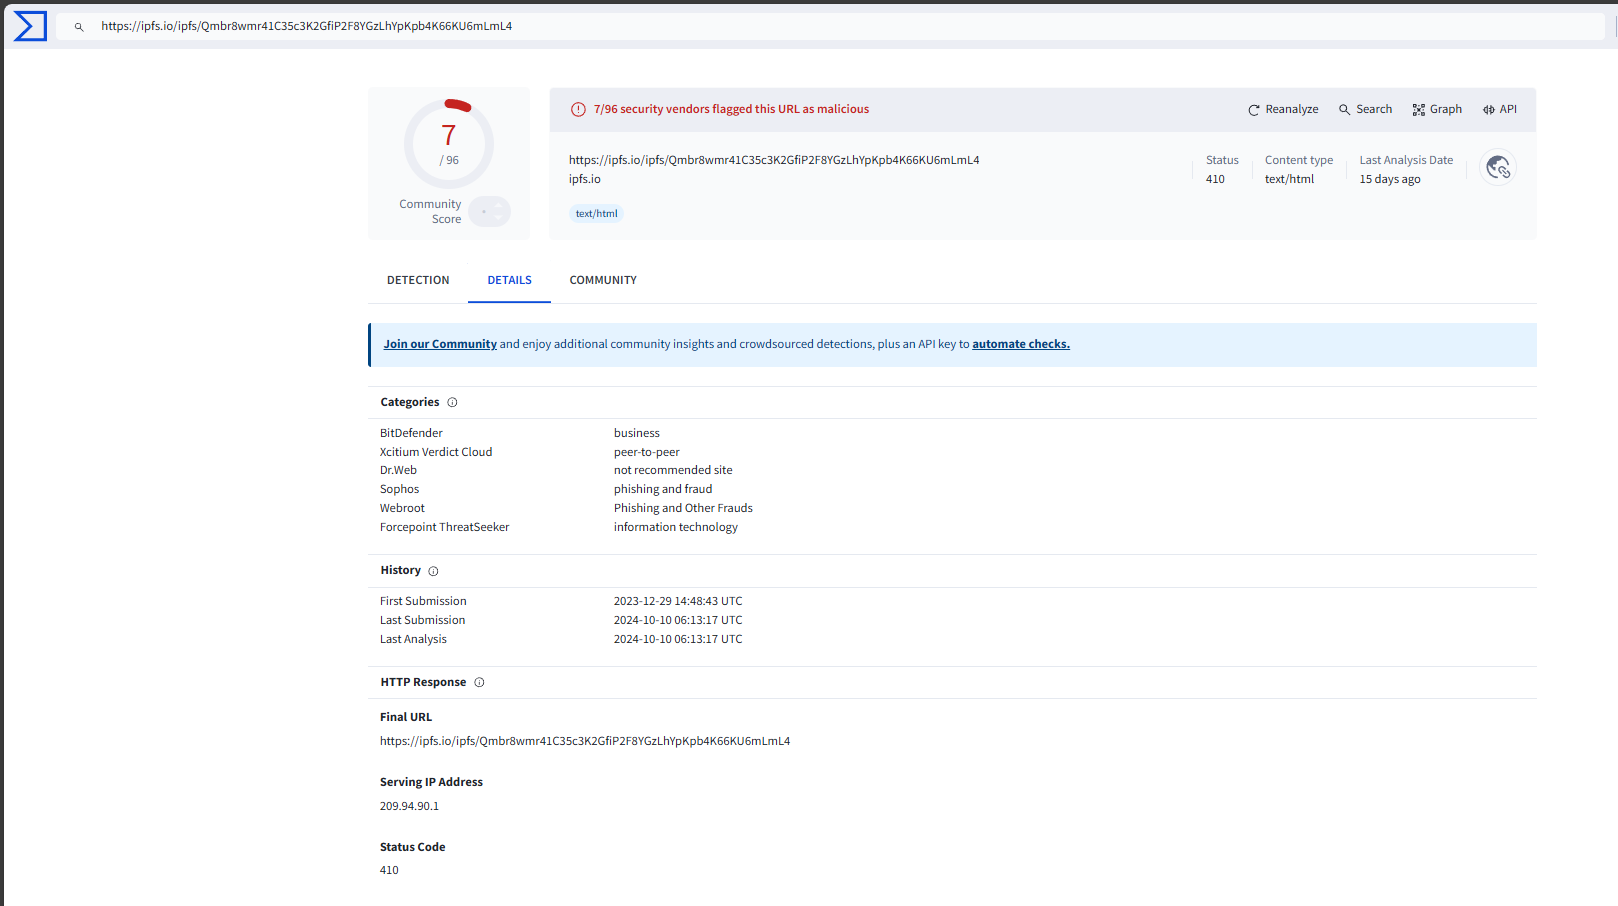 https://ipfs.io/ipfs/Qmbr8wmr41C35c3K2GfiP2F8YGzLhYpKpb4K66KU6mLmL4
7
/ 96
Community
Score
7/96 security vendors flagged this URL as malicious
Reanalyze
Search
Graph
API
https://ipfs.io/ipfs/Qmbr8wmr41C35c3K2GfiP2F8YGzLhYpKpb4K66KU6mLmL4
ipfs.io
text/html
Status
410
Content type
text/html
Last Analysis Date
15 days ago
DETECTION
DETAILS
COMMUNITY
Join our Community and enjoy additional community insights and crowdsourced detections, plus an API key to automate checks.
Categories
BitDefender business
Xcitium Verdict Cloud peer-to-peer
Dr.Web not recommended site
Sophos phishing and fraud
Webroot Phishing and Other Frauds
Forcepoint ThreatSeeker information technology
History
First Submission 2023-12-29 14:48:43 UTC
Last Submission 2024-10-10 06:13:17 UTC
Last Analysis 2024-10-10 06:13:17 UTC
HTTP Response
Final URL
https://ipfs.io/ipfs/Qmbr8wmr41C35c3K2GfiP2F8YGzLhYpKpb4K66KU6mLmL4
Serving IP Address
209.94.90.1
Status Code
410